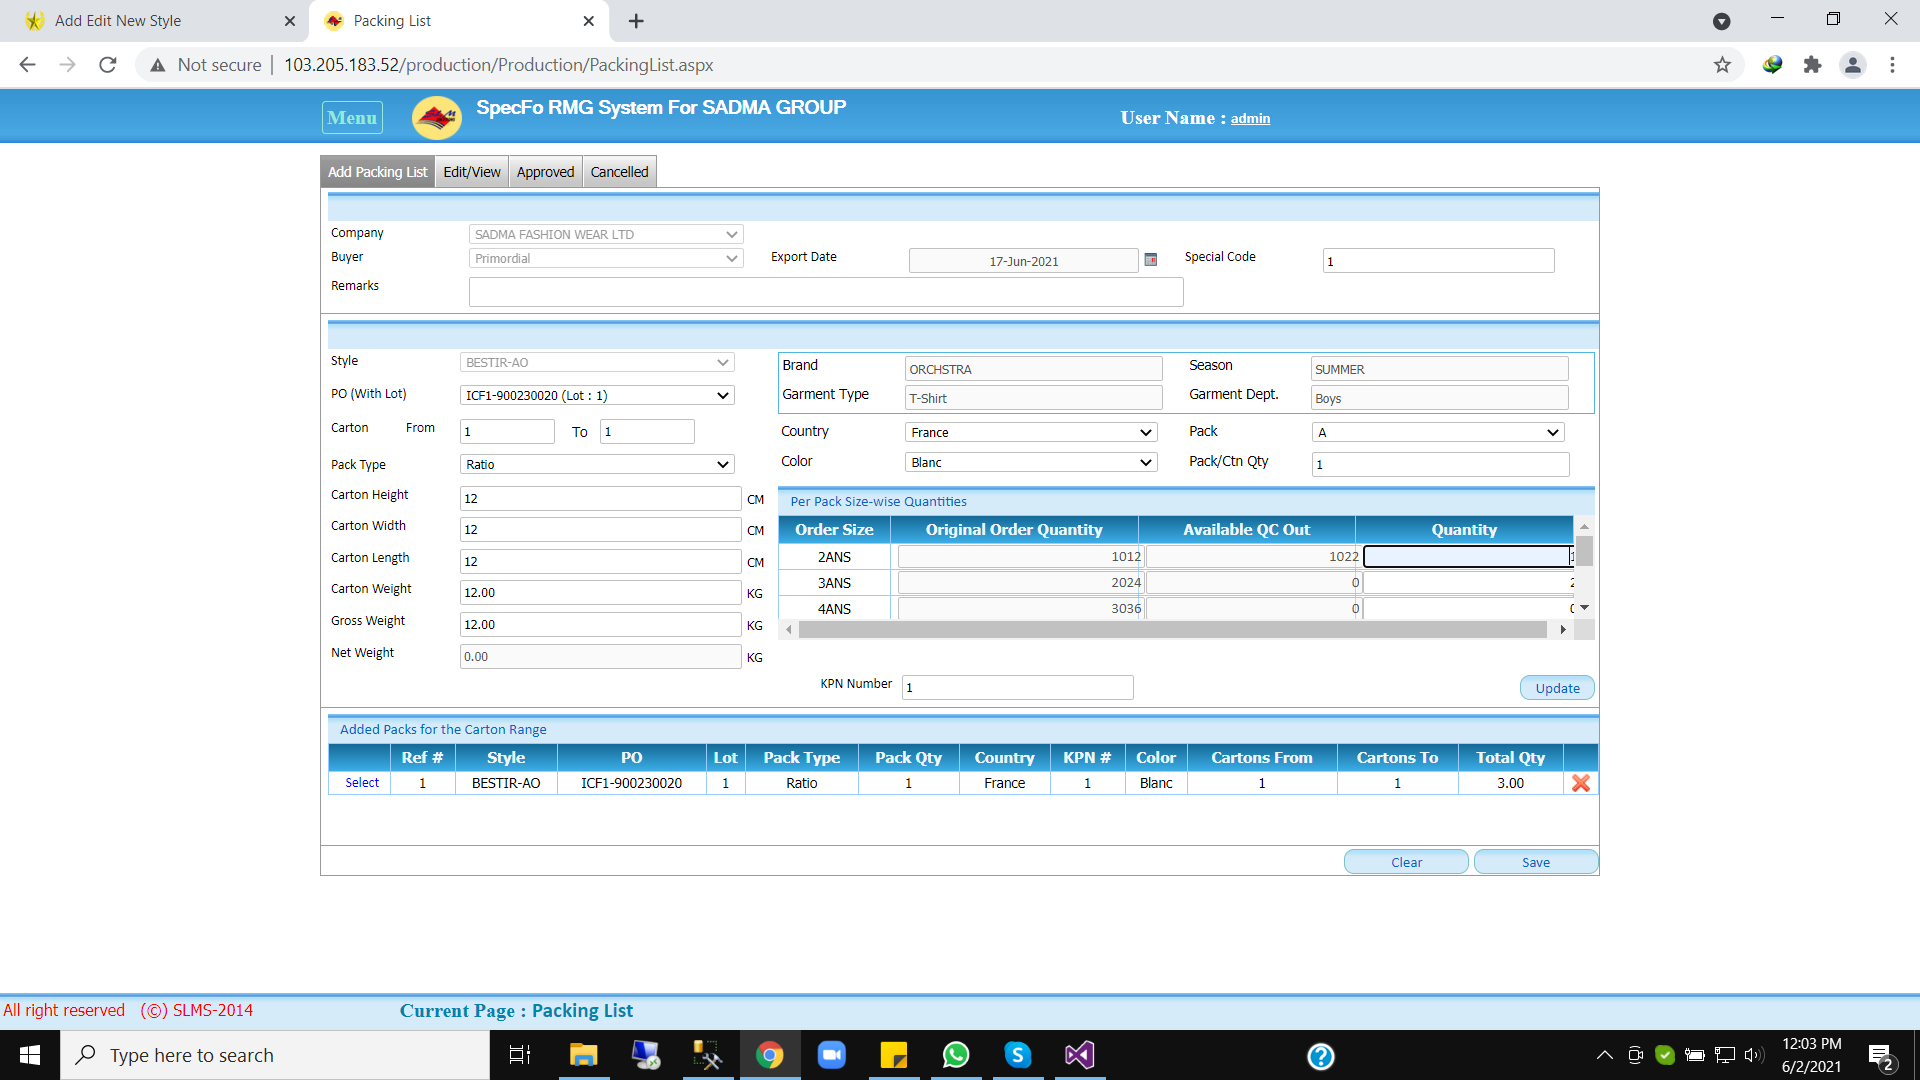 Add Edit New Style
Packing List
Not secure
103.205.183.52/production/Production/PackingList.aspx
Menu
SpecFo RMG System For SADMA GROUP
User Name : admin
Add Packing List
Edit/View
Approved
Cancelled
Company SADMA FASHION WEAR LTD
Buyer Primordial Export Date 17-Jun-2021 Special Code 1
Remarks
Style BESTIR-AO Brand ORCHSTRA Season SUMMER
PO (With Lot) ICF1-900230020 (Lot : 1) Garment Type T-Shirt Garment Dept. Boys
Carton From 1 To 1 Country France Pack A
Pack Type Ratio Color Blanc Pack/Ctn Qty 1
Carton Height 12 CM Per Pack Size-wise Quantities
Carton Width 12 CM Order Size Original Order Quantity Available QC Out Quantity
Carton Length 12 CM 2ANS 1012 1022 1
Carton Weight 12.00 KG 3ANS 2024 0 2
Gross Weight 12.00 KG 4ANS 3036 0 0
Net Weight 0.00 KG
KPN Number 1 Update
Added Packs for the Carton Range
Ref # Style PO Lot Pack Type Pack Qty Country KPN # Color Cartons From Cartons To Total Qty
Select 1 BESTIR-AO ICF1-900230020 1 Ratio 1 France 1 Blanc 1 1 3.00
Clear Save
All right reserved (©) SLMS-2014 Current Page : Packing List
Type here to search
12:03 PM
6/2/2021
2